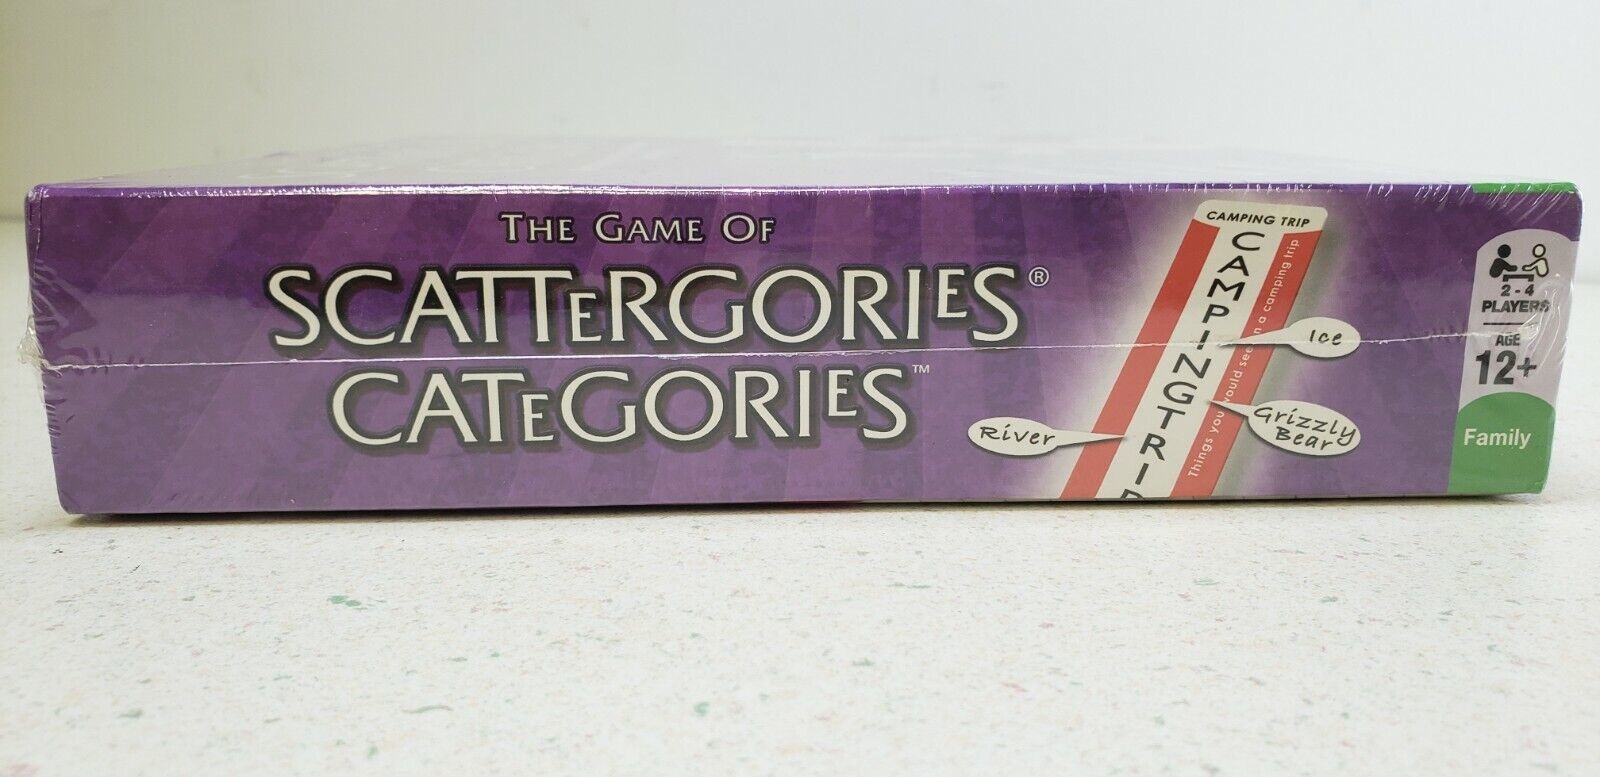 THE GAME OF
SCATTERGORIES®
CATEGORIES™
CAMPING TRIP
CAMPINGTRIP
Things you would see on a camping trip
Ice
Grizzly
Bear
River
2 - 4
PLAYERS
AGE
12+
Family